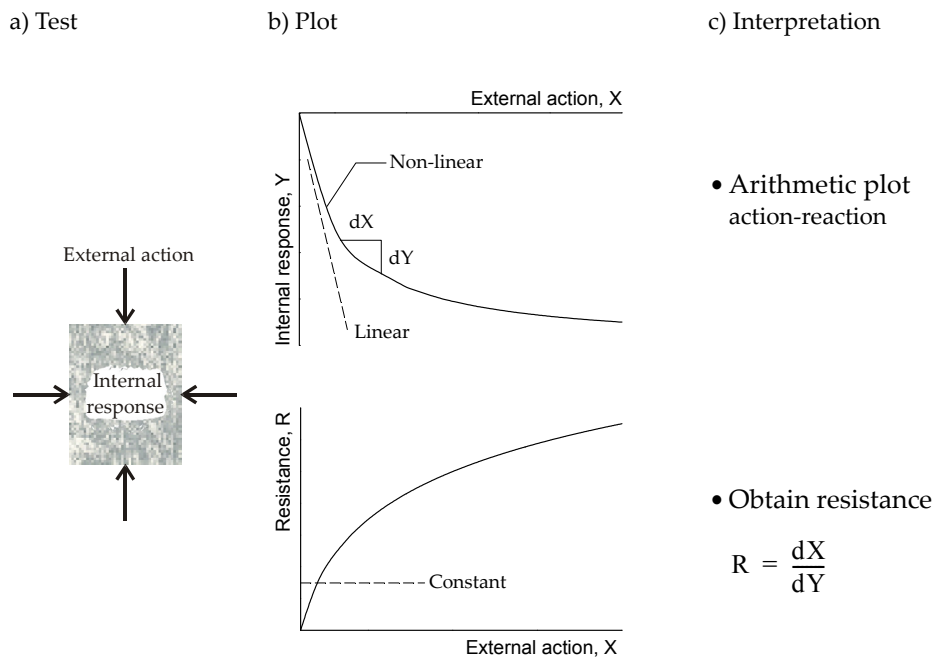 a) Test
b) Plot
c) Interpretation
External action, X
Internal response, Y
Non-linear
dX
dY
Linear
• Arithmetic plot
action-reaction
External action
Internal
response
Resistance, R
Constant
External action, X
• Obtain resistance
R = dX
dY